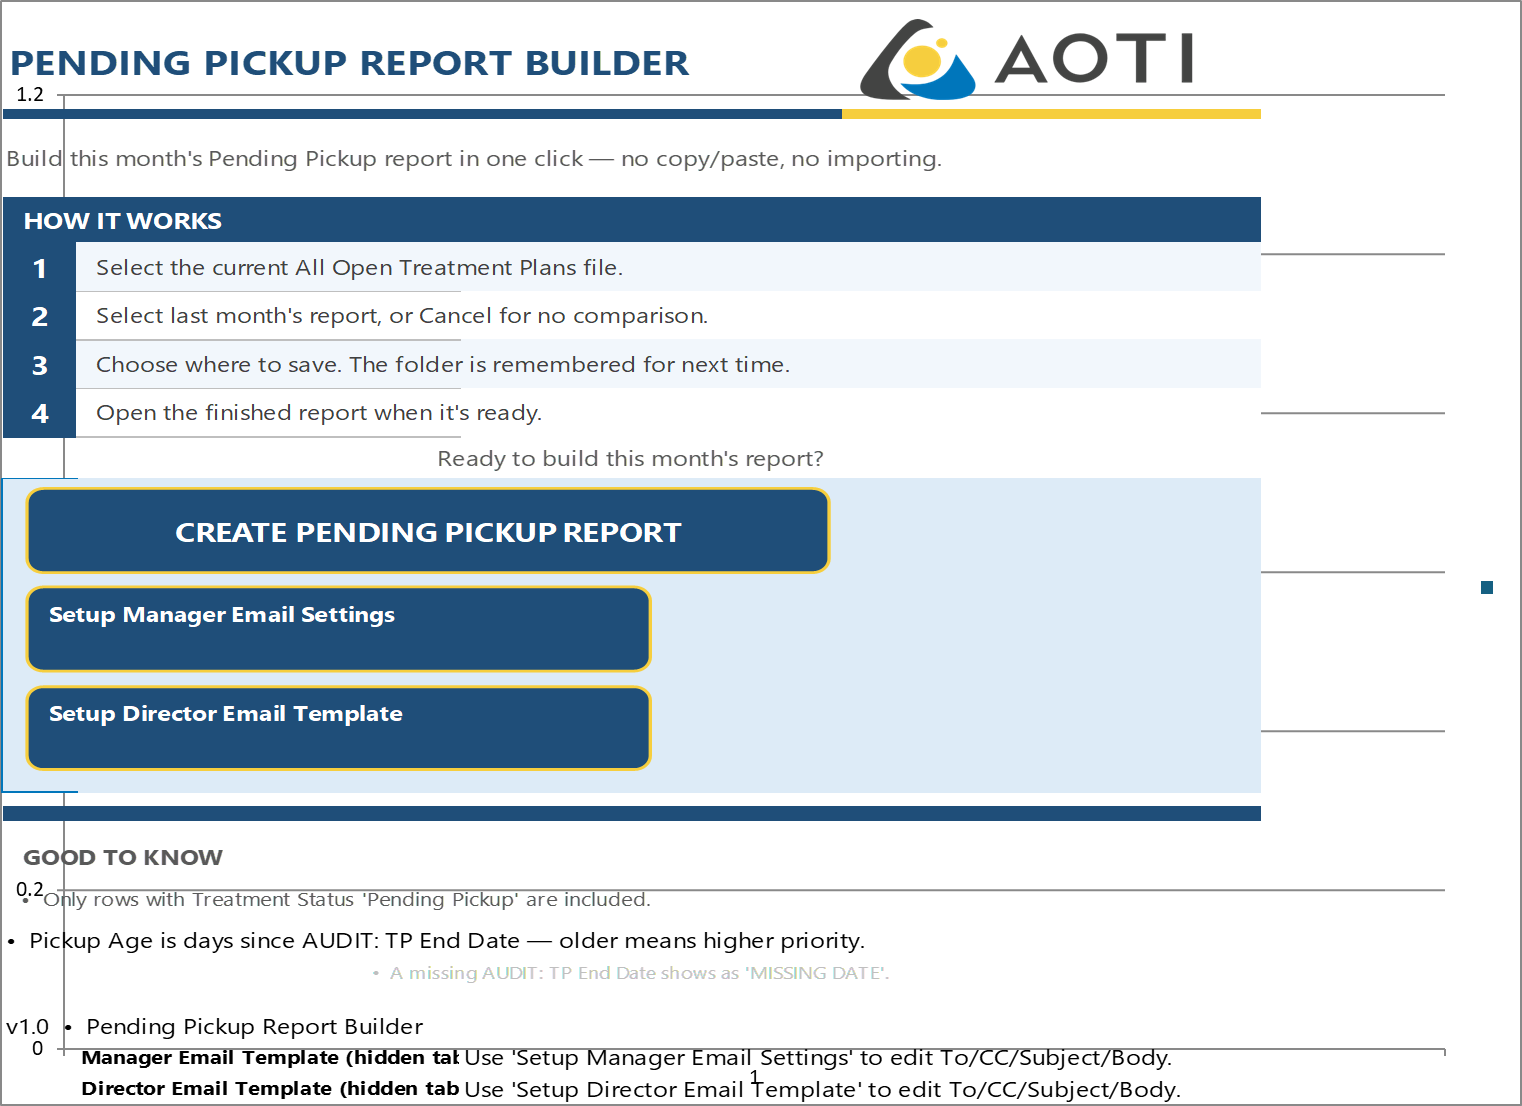 PENDING PICKUP REPORT BUILDER
AOTI
1.2
Build this month's Pending Pickup report in one click — no copy/paste, no importing.
HOW IT WORKS
1 Select the current All Open Treatment Plans file.
2 Select last month's report, or Cancel for no comparison.
3 Choose where to save. The folder is remembered for next time.
4 Open the finished report when it's ready.
Ready to build this month's report?
CREATE PENDING PICKUP REPORT
Setup Manager Email Settings
Setup Director Email Template
GOOD TO KNOW
0.2
• Only rows with Treatment Status 'Pending Pickup' are included.
• Pickup Age is days since AUDIT: TP End Date — older means higher priority.
• A missing AUDIT: TP End Date shows as 'MISSING DATE'.
v1.0 • Pending Pickup Report Builder
0
Manager Email Template (hidden tab Use 'Setup Manager Email Settings' to edit To/CC/Subject/Body.
1
Director Email Template (hidden tab Use 'Setup Director Email Template' to edit To/CC/Subject/Body.